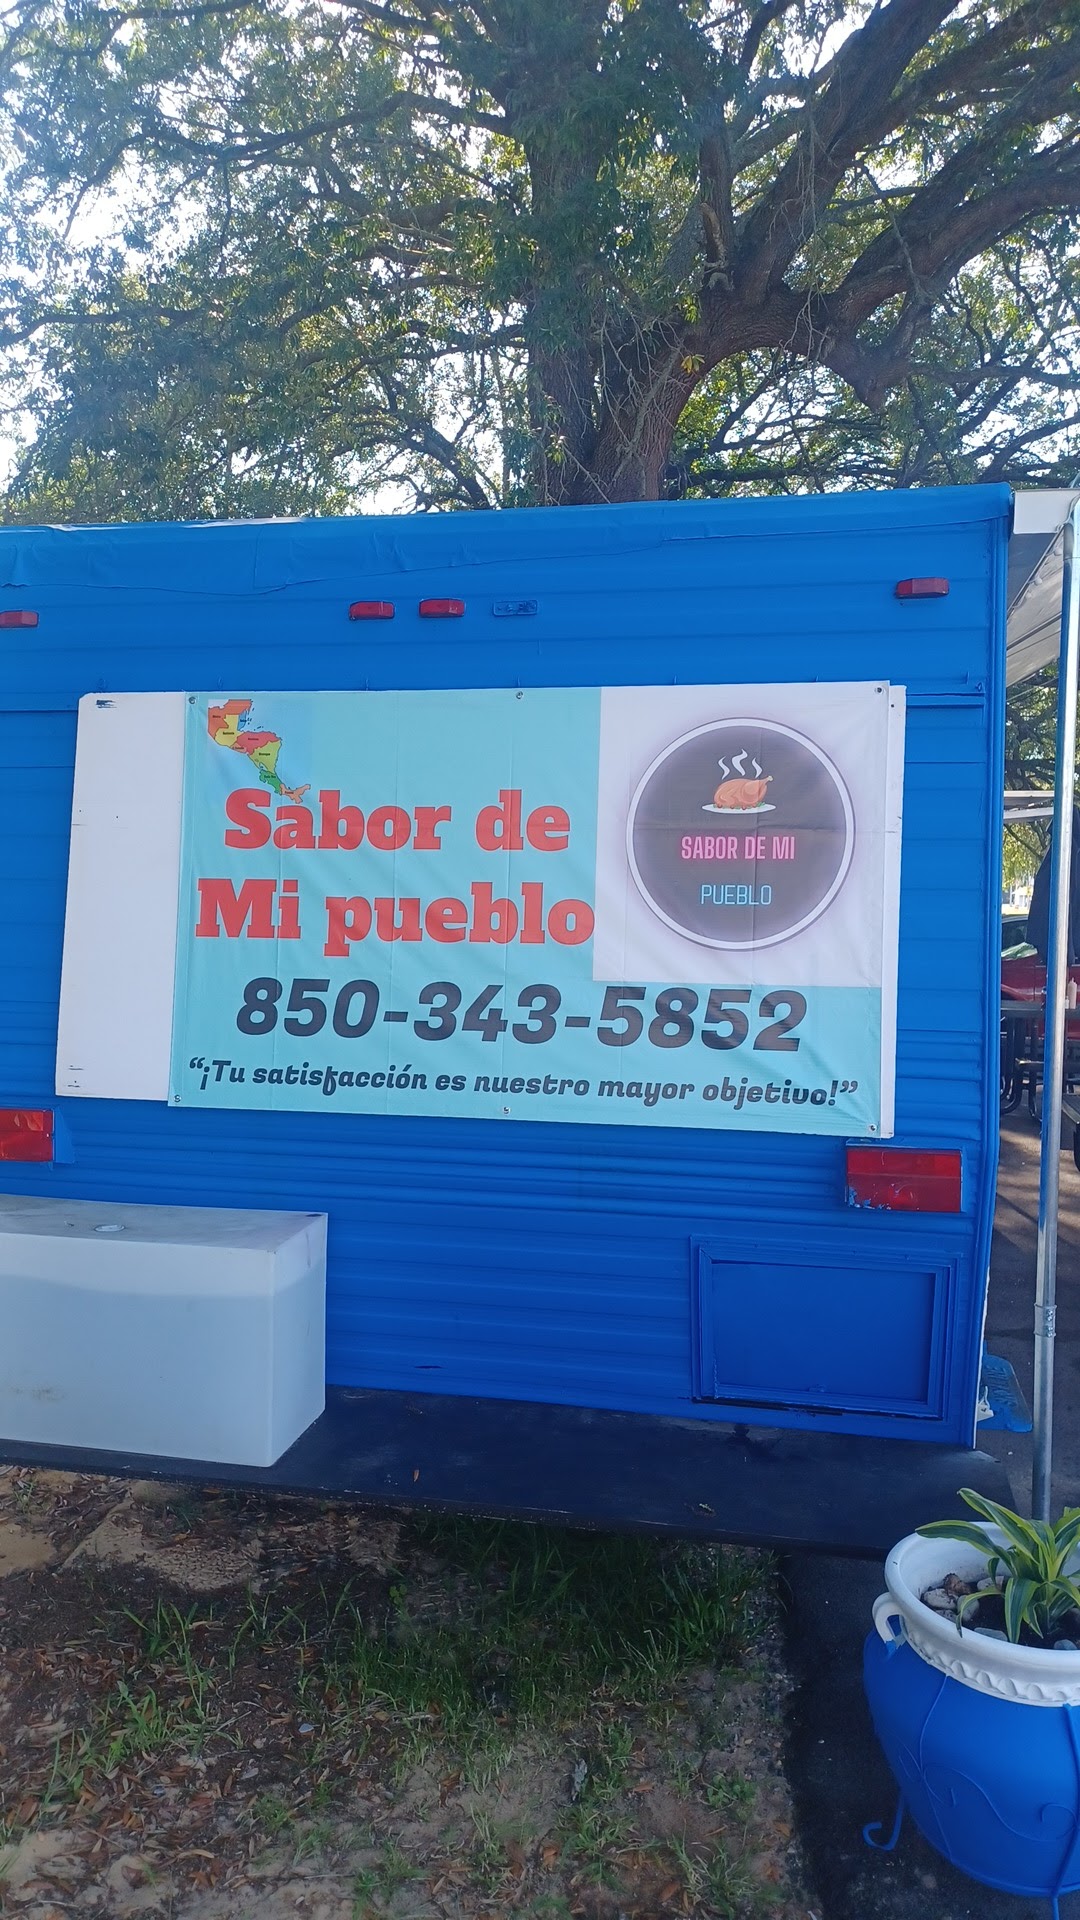 Sabor de
Mi pueblo
SABOR DE MI
PUEBLO
850-343-5852
“¡Tu satisfacción es nuestro mayor objetivo!”